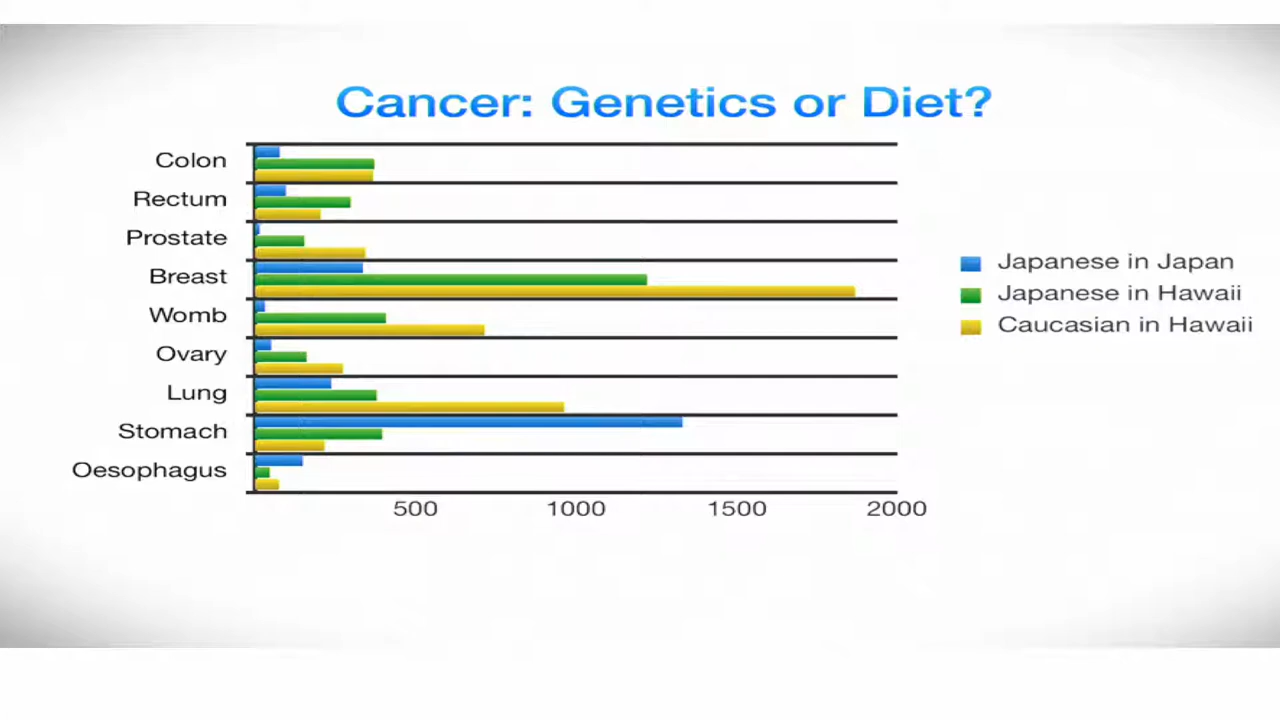 Cancer: Genetics or Diet?
Colon
Rectum
Prostate
Breast
Womb
Ovary
Lung
Stomach
Oesophagus
500 1000 1500 2000
Japanese in Japan
Japanese in Hawaii
Caucasian in Hawaii